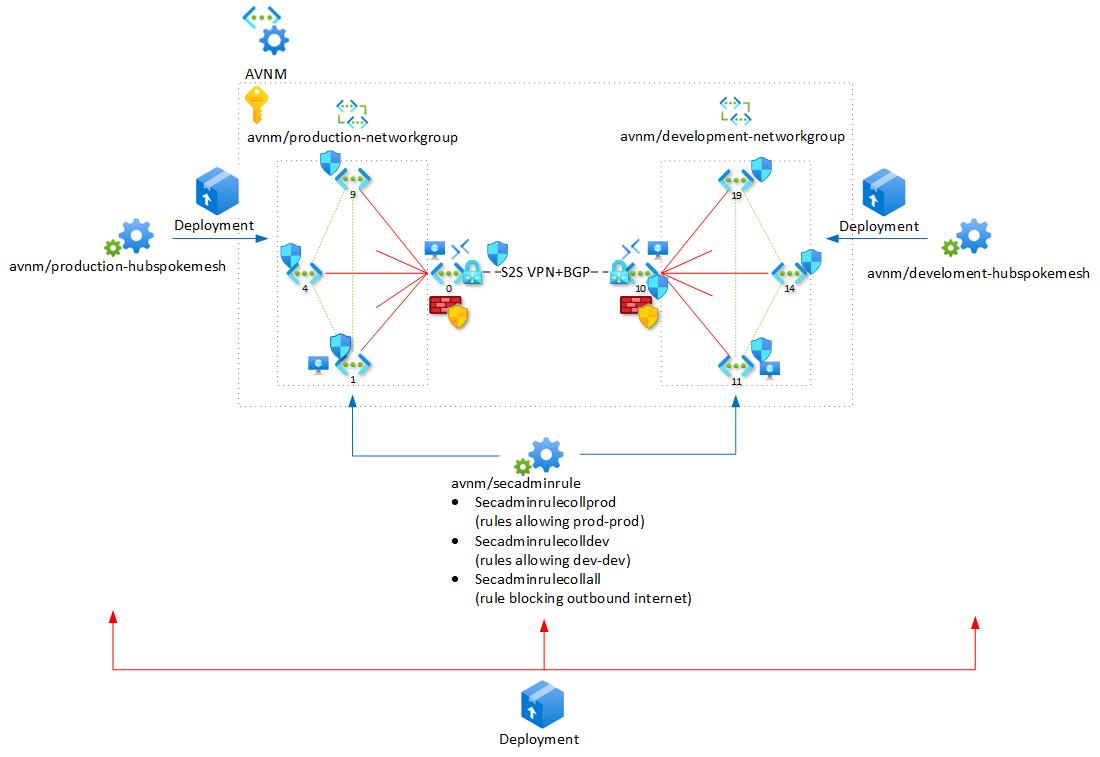 AVNM
avnm/production-networkgroup
avnm/development-networkgroup
9
19
Deployment
Deployment
avnm/production-hubspokemesh
avnm/develoment-hubspokemesh
4
0
S2S VPN+BGP
10
14
1
11
avnm/secadminrule
• Secadminrulecollprod
(rules allowing prod-prod)
• Secadminrulecolldev
(rules allowing dev-dev)
• Secadminrulecollall
(rule blocking outbound internet)
Deployment